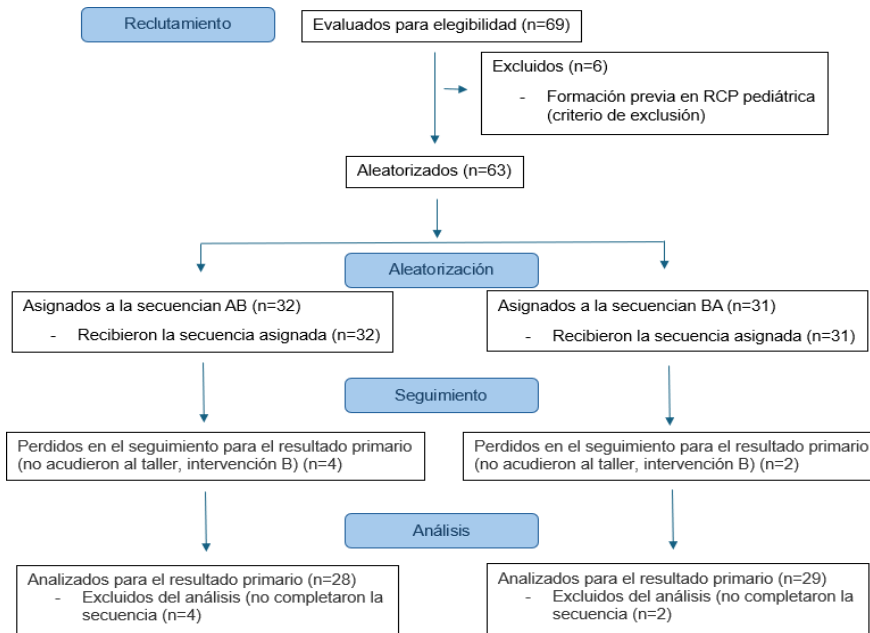 Reclutamiento
Evaluados para elegibilidad (n=69)
Excluidos (n=6)
- Formación previa en RCP pediátrica
(criterio de exclusión)
Aleatorizados (n=63)
Aleatorización
Asignados a la secuencian AB (n=32)
- Recibieron la secuencia asignada (n=32)
Asignados a la secuencian BA (n=31)
- Recibieron la secuencia asignada (n=31)
Seguimiento
Perdidos en el seguimiento para el resultado primario
(no acudieron al taller, intervención B) (n=4)
Perdidos en el seguimiento para el resultado primario
(no acudieron al taller, intervención B) (n=2)
Análisis
Analizados para el resultado primario (n=28)
- Excluidos del análisis (no completaron la
secuencia (n=4)
Analizados para el resultado primario (n=29)
- Excluidos del análisis (no completaron la
secuencia (n=2)